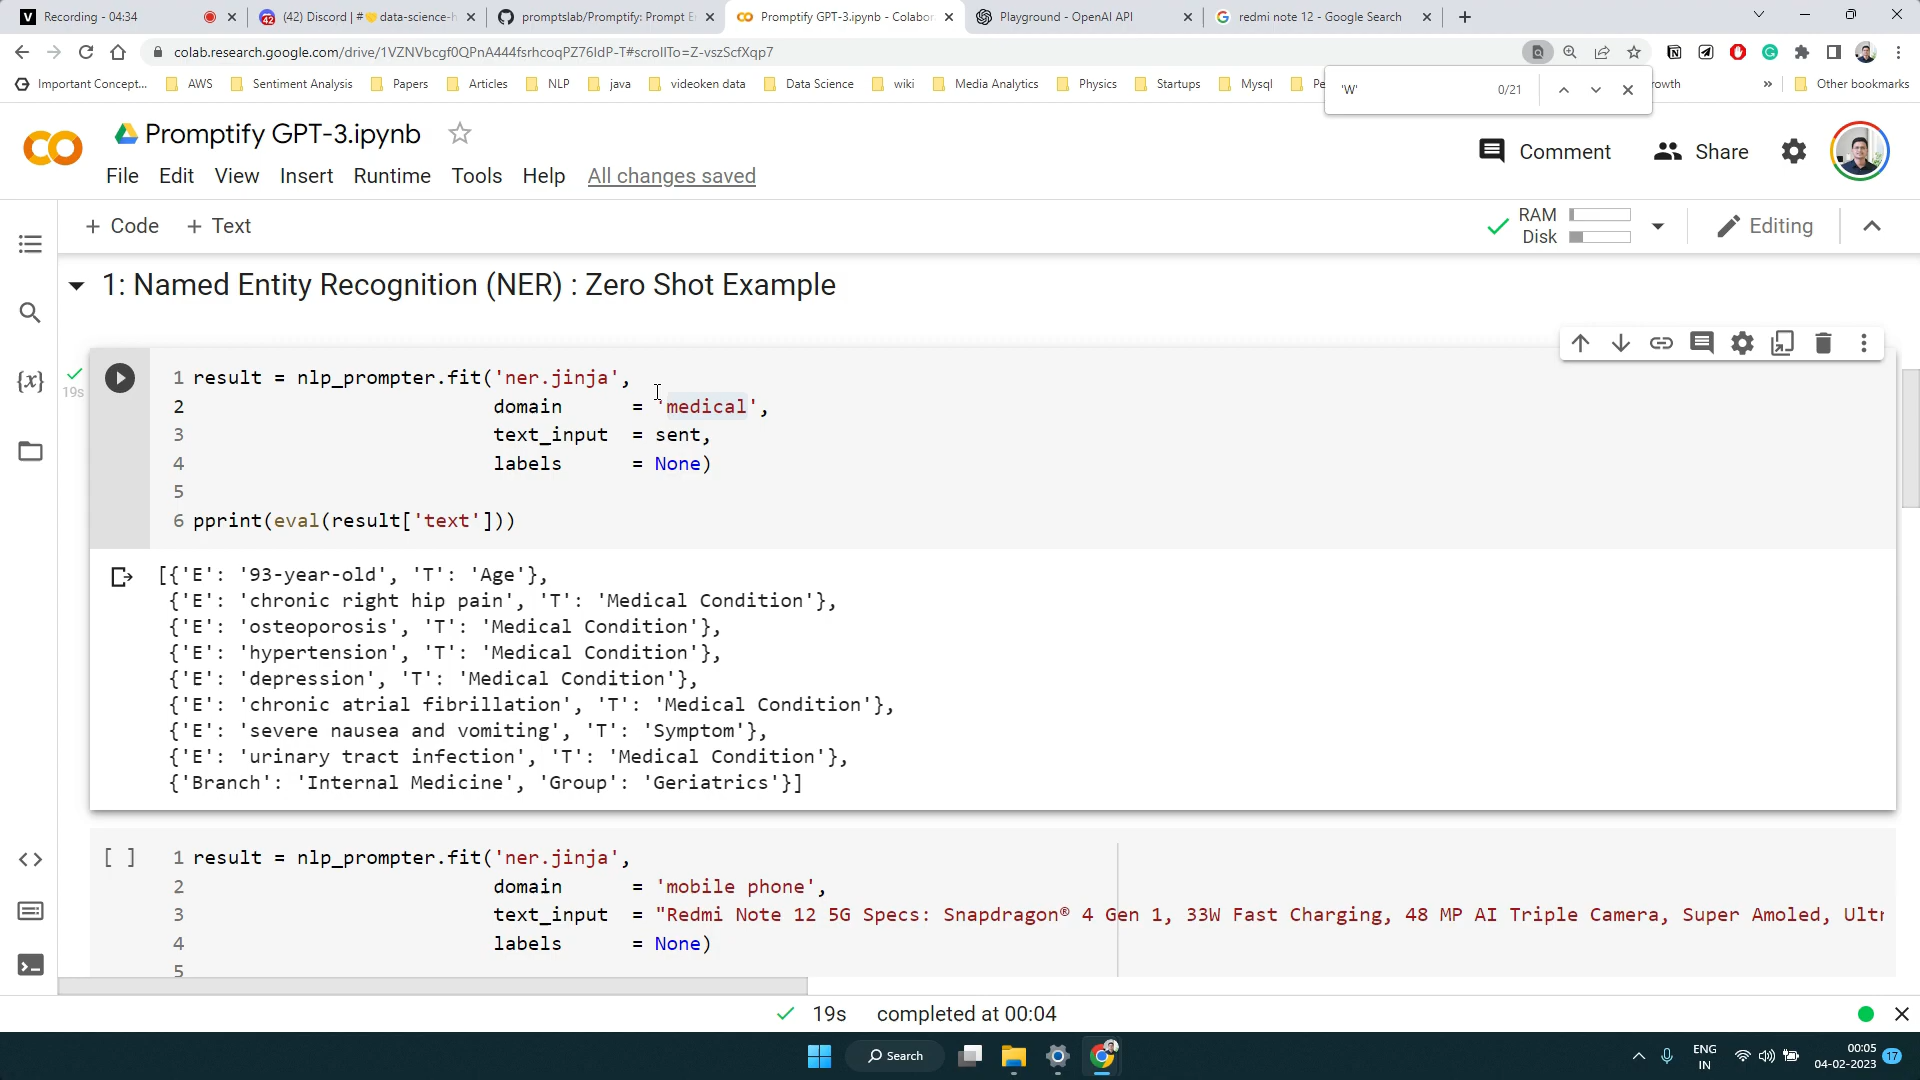 Recording - 04:34
(42) Discord | #🤝data-science-h
promptslab/Promptify: Prompt E
Promptify GPT-3.ipynb - Colabor
Playground - OpenAI API
redmi note 12 - Google Search
colab.research.google.com/drive/1VZNVbcgf0QPnA444fsrhcoqPZ76IdP-T#scrollTo=Z-vszScfXqp7
Important Concept...
AWS
Sentiment Analysis
Papers
Articles
NLP
java
videoken data
Data Science
wiki
Media Analytics
Physics
Startups
Mysql
Pe
rowth
Other bookmarks
'W'
0/21
Promptify GPT-3.ipynb
File Edit View Insert Runtime Tools Help All changes saved
Comment
Share
+ Code + Text
RAM
Disk
Editing
1: Named Entity Recognition (NER) : Zero Shot Example
19s
1 result = nlp_prompter.fit('ner.jinja',
2 domain = 'medical',
3 text_input = sent,
4 labels = None)
5
6 pprint(eval(result['text']))
[{'E': '93-year-old', 'T': 'Age'},
{'E': 'chronic right hip pain', 'T': 'Medical Condition'},
{'E': 'osteoporosis', 'T': 'Medical Condition'},
{'E': 'hypertension', 'T': 'Medical Condition'},
{'E': 'depression', 'T': 'Medical Condition'},
{'E': 'chronic atrial fibrillation', 'T': 'Medical Condition'},
{'E': 'severe nausea and vomiting', 'T': 'Symptom'},
{'E': 'urinary tract infection', 'T': 'Medical Condition'},
{'Branch': 'Internal Medicine', 'Group': 'Geriatrics'}]
[ ]
1 result = nlp_prompter.fit('ner.jinja',
2 domain = 'mobile phone',
3 text_input = "Redmi Note 12 5G Specs: Snapdragon® 4 Gen 1, 33W Fast Charging, 48 MP AI Triple Camera, Super Amoled, Ultr
4 labels = None)
5
19s completed at 00:04
Search
ENG
IN
00:05
04-02-2023
17